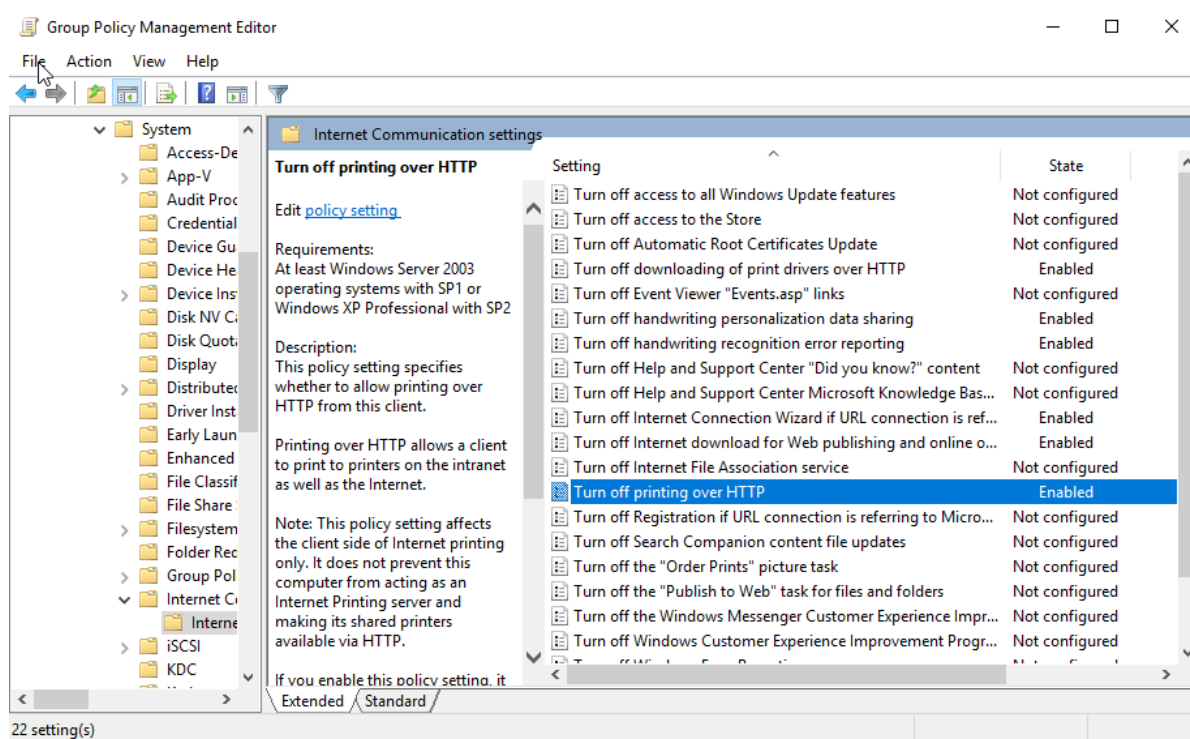 Group Policy Management Editor
File Action View Help
System
Access-De
App-V
Audit Proc
Credential
Device Gu
Device He
Device Ins
Disk NV Ca
Disk Quota
Display
Distributed
Driver Inst
Early Laun
Enhanced
File Classif
File Share
Filesystem
Folder Red
Group Pol
Internet Co
Interne
iSCSI
KDC
Internet Communication settings
Turn off printing over HTTP
Edit policy setting
Requirements:
At least Windows Server 2003
operating systems with SP1 or
Windows XP Professional with SP2
Description:
This policy setting specifies
whether to allow printing over
HTTP from this client.
Printing over HTTP allows a client
to print to printers on the intranet
as well as the Internet.
Note: This policy setting affects
the client side of Internet printing
only. It does not prevent this
computer from acting as an
Internet Printing server and
making its shared printers
available via HTTP.
If you enable this policy setting, it
Setting State
Turn off access to all Windows Update features Not configured
Turn off access to the Store Not configured
Turn off Automatic Root Certificates Update Not configured
Turn off downloading of print drivers over HTTP Enabled
Turn off Event Viewer "Events.asp" links Not configured
Turn off handwriting personalization data sharing Enabled
Turn off handwriting recognition error reporting Enabled
Turn off Help and Support Center "Did you know?" content Not configured
Turn off Help and Support Center Microsoft Knowledge Bas... Not configured
Turn off Internet Connection Wizard if URL connection is ref... Enabled
Turn off Internet download for Web publishing and online o... Enabled
Turn off Internet File Association service Not configured
Turn off printing over HTTP Enabled
Turn off Registration if URL connection is referring to Micro... Not configured
Turn off Search Companion content file updates Not configured
Turn off the "Order Prints" picture task Not configured
Turn off the "Publish to Web" task for files and folders Not configured
Turn off the Windows Messenger Customer Experience Impr... Not configured
Turn off Windows Customer Experience Improvement Progr... Not configured
Extended Standard
22 setting(s)